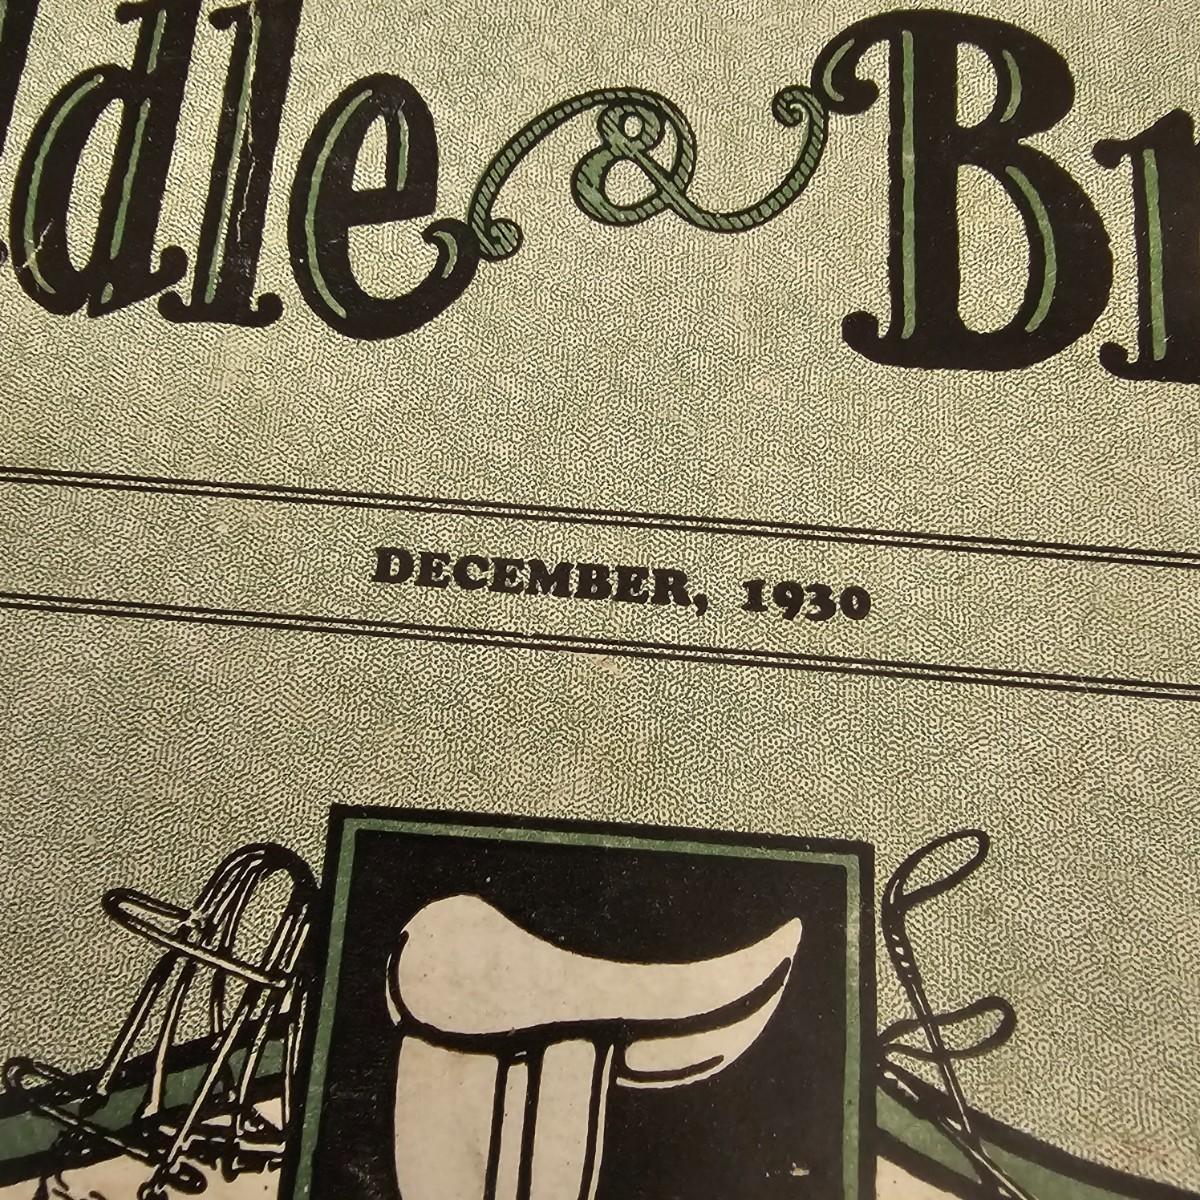 ddle & Br
DECEMBER, 1930